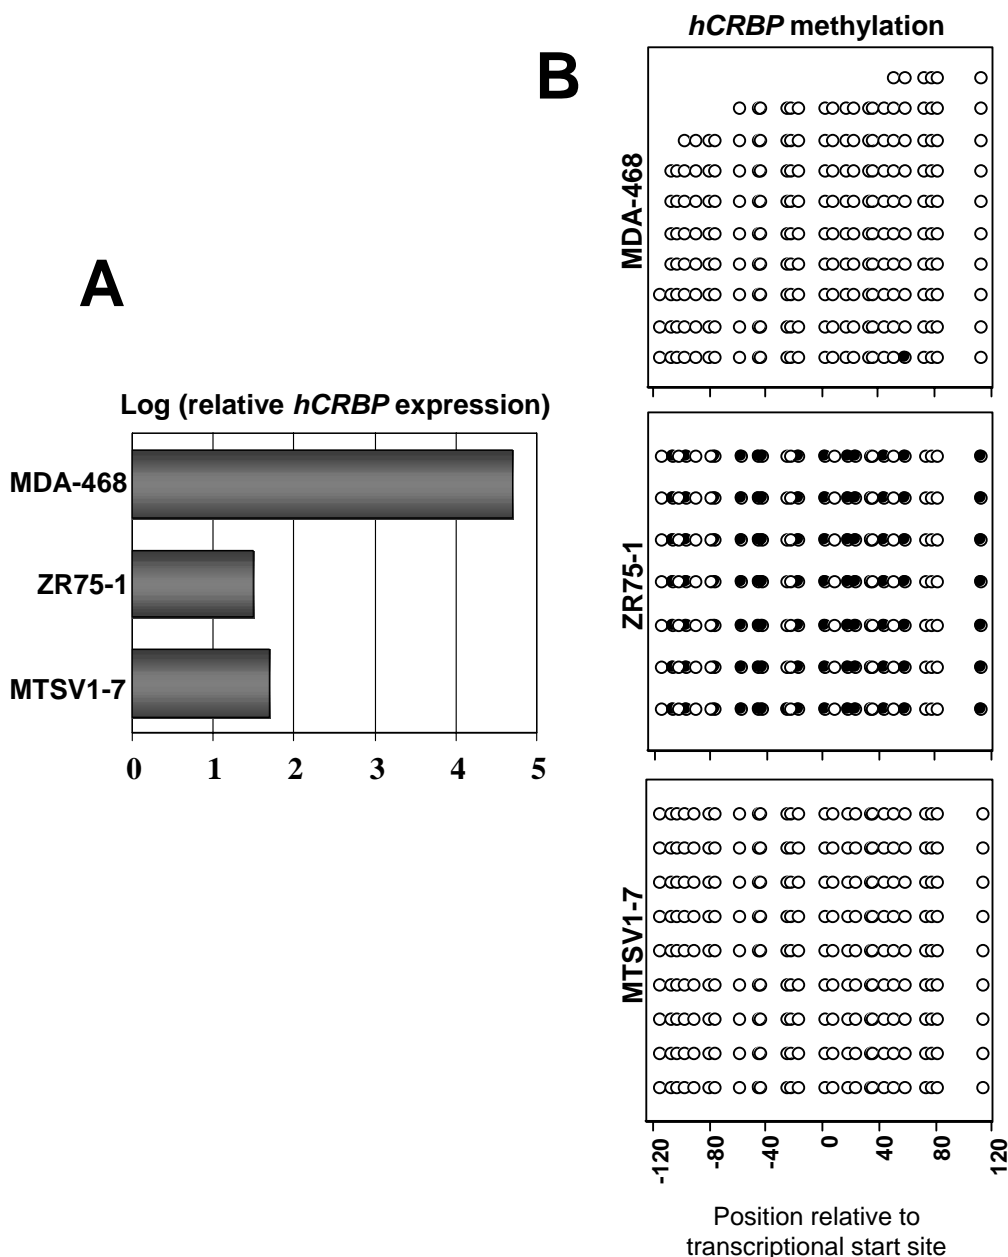 A
Log (relative hCRBP expression)
MDA-468
ZR75-1
MTSV1-7
0 1 2 3 4 5
B
hCRBP methylation
MDA-468
ZR75-1
MTSV1-7
-120 -80 -40 0 40 80 120
Position relative to
transcriptional start site